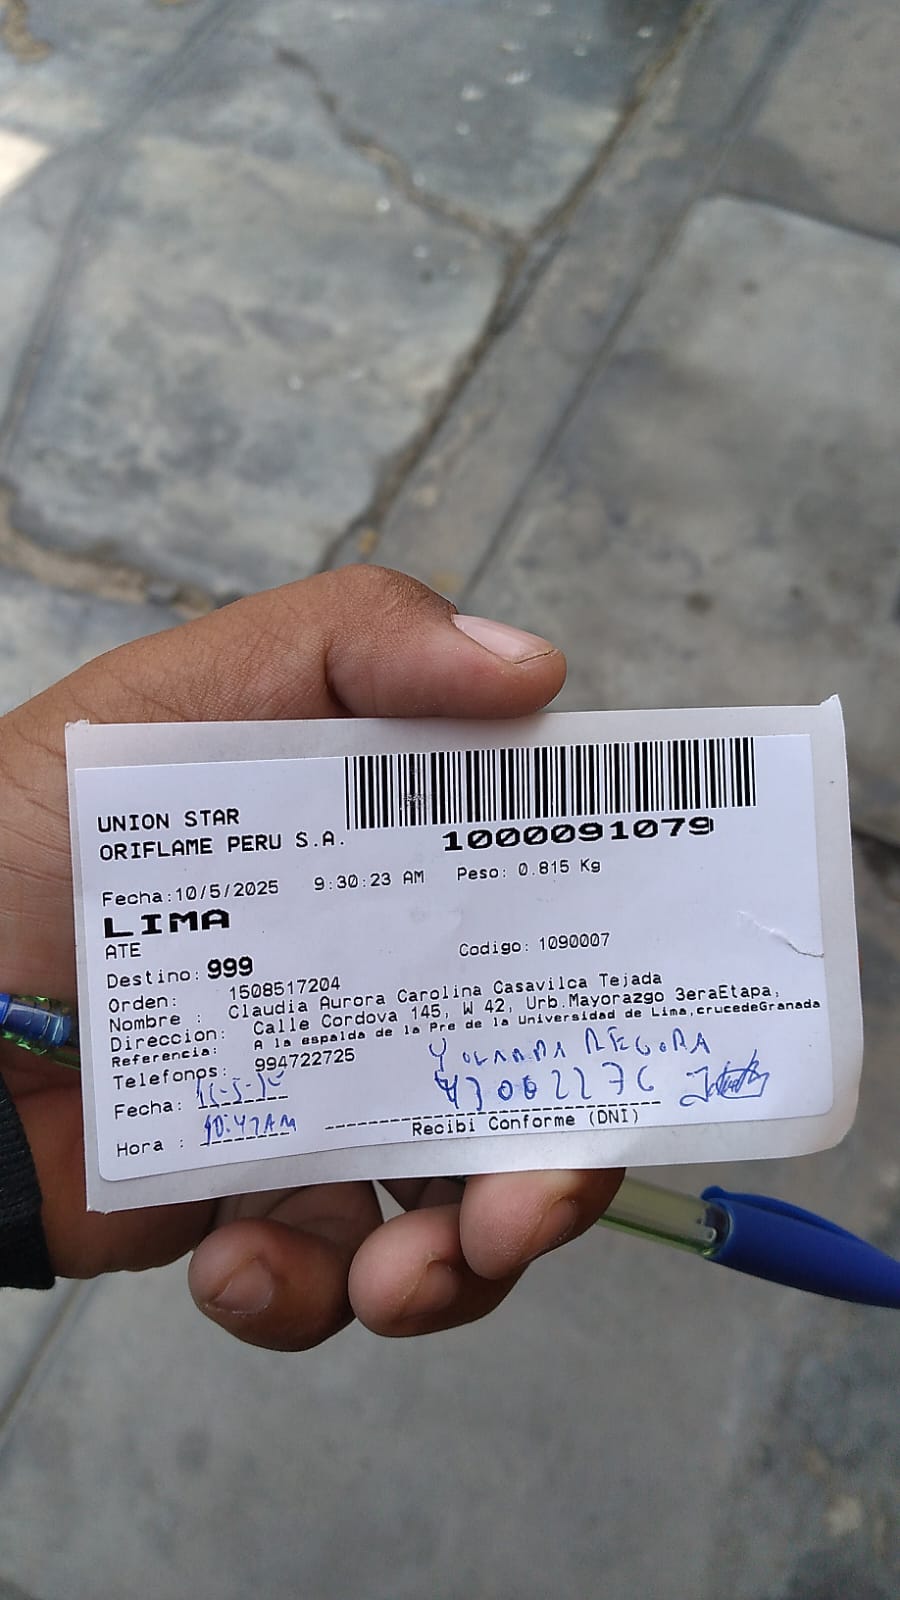 UNION STAR
ORIFLAME PERU S.A.
1000091079
Fecha:10/5/2025 9:30:23 AM Peso: 0.815 Kg
LIMA
ATE
Destino: 999 Codigo: 1090007
Orden: 1508517204
Nombre : Claudia Aurora Carolina Casavilca Tejada
Direccion: Calle Cordova 145, W 42, Urb.Mayorazgo 3eraEtapa,
Referencia: A la espalda de la Pre de la Universidad de Lima,crucedeGranada
Telefonos: 994722725
Fecha:
Hora : 10:47AM
Recibi Conforme (DNI)